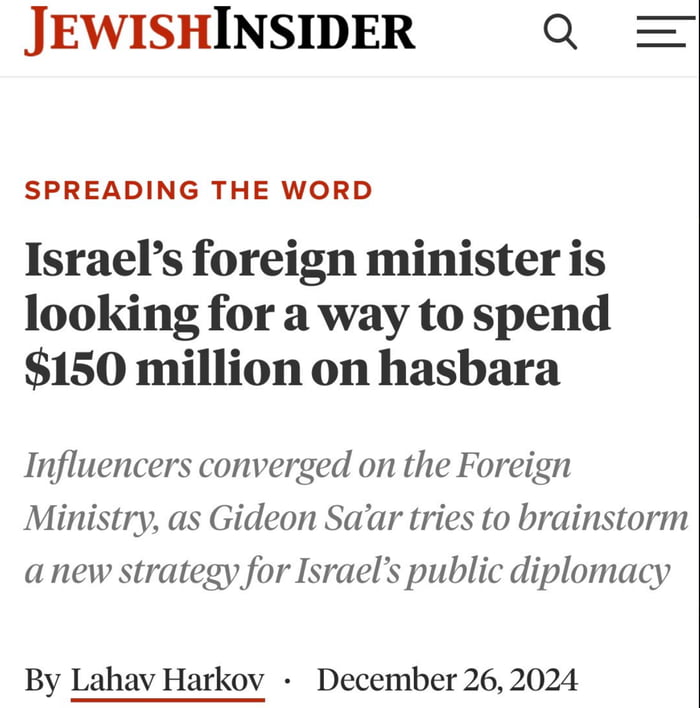 JEWISHINSIDER
SPREADING THE WORD
Israel’s foreign minister is
looking for a way to spend
$150 million on hasbara
Influencers converged on the Foreign
Ministry, as Gideon Sa’ar tries to brainstorm
a new strategy for Israel’s public diplomacy
By Lahav Harkov · December 26, 2024